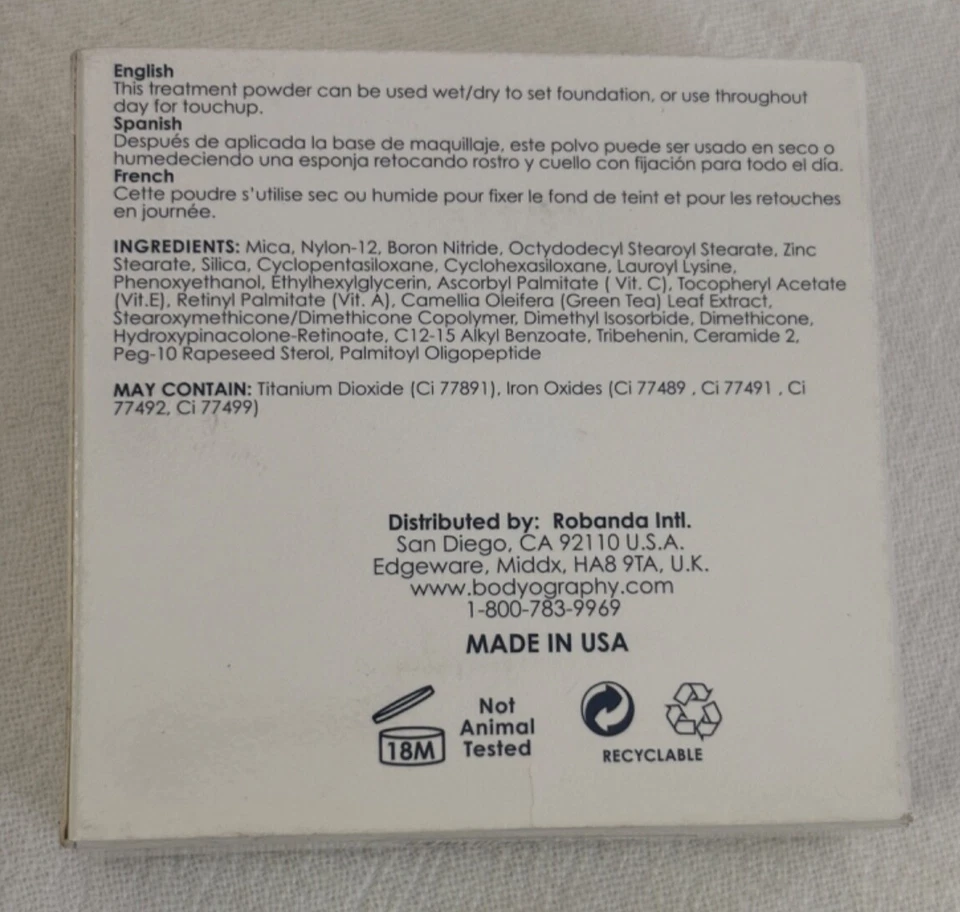 English
This treatment powder can be used wet/dry to set foundation, or use throughout
day for touchup.
Spanish
Después de aplicada la base de maquillaje, este polvo puede ser usado en seco o
humedeciendo una esponja retocando rostro y cuello con fijación para todo el día.
French
Cette poudre s'utilise sec ou humide pour fixer le fond de teint et pour les retouches
en journée.
INGREDIENTS: Mica, Nylon-12, Boron Nitride, Octydodecyl Stearoyl Stearate, Zinc
Stearate, Silica, Cyclopentasiloxane, Cyclohexasiloxane, Lauroyl Lysine,
Phenoxyethanol, Ethylhexylglycerin, Ascorbyl Palmitate ( Vit. C), Tocopheryl Acetate
(Vit.E), Retinyl Palmitate (Vit. A), Camellia Oleifera (Green Tea) Leaf Extract,
Stearoxymethicone/Dimethicone Copolymer, Dimethyl Isosorbide, Dimethicone,
Hydroxypinacolone-Retinoate, C12-15 Alkyl Benzoate, Tribehenin, Ceramide 2,
Peg-10 Rapeseed Sterol, Palmitoyl Oligopeptide
MAY CONTAIN: Titanium Dioxide (Ci 77891), Iron Oxides (Ci 77489 , Ci 77491 , Ci
77492, Ci 77499)
Distributed by: Robanda Intl.
San Diego, CA 92110 U.S.A.
Edgeware, Middx, HA8 9TA, U.K.
www.bodyography.com
1-800-783-9969
MADE IN USA
18M
Not
Animal
Tested
RECYCLABLE